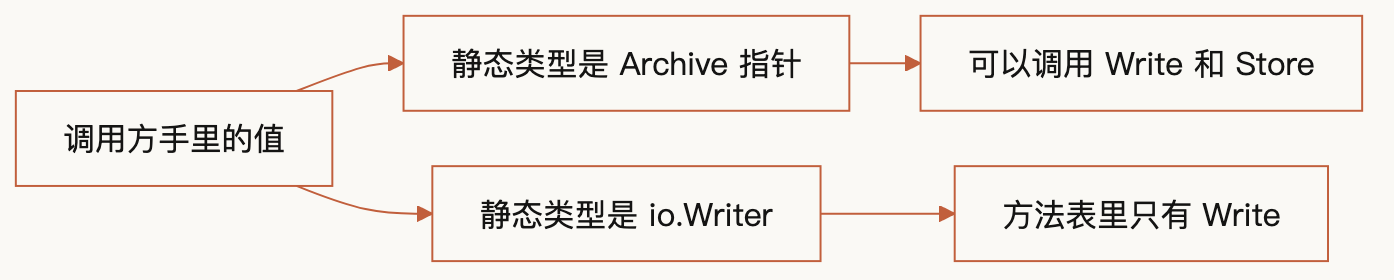 调用方手里的值
静态类型是 Archive 指针
可以调用 Write 和 Store
静态类型是 io.Writer
方法表里只有 Write